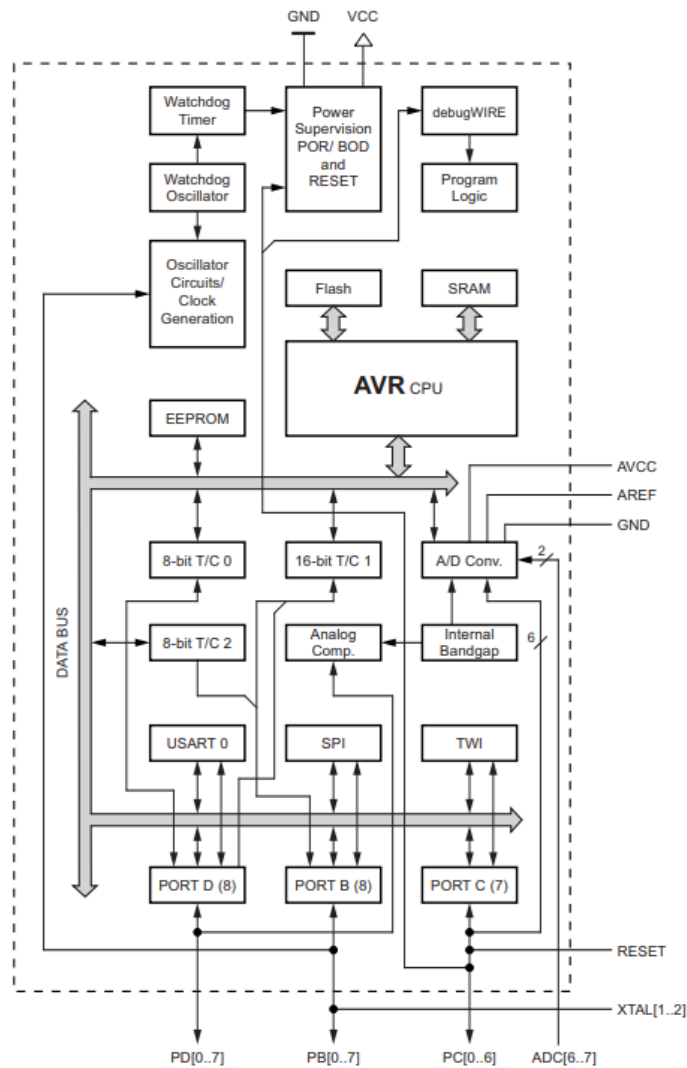 GND
VCC
Watchdog
Timer
Power
Supervision
POR/ BOD
and
RESET
debugWIRE
Watchdog
Oscillator
Program
Logic
Oscillator
Circuits/
Clock
Generation
Flash
SRAM
AVR CPU
EEPROM
AVCC
AREF
GND
8-bit T/C 0
16-bit T/C 1
A/D Conv.
2
DATA BUS
8-bit T/C 2
Analog
Comp.
Internal
Bandgap
6
USART 0
SPI
TWI
PORT D (8)
PORT B (8)
PORT C (7)
RESET
XTAL[1..2]
PD[0..7]
PB[0..7]
PC[0..6]
ADC[6..7]